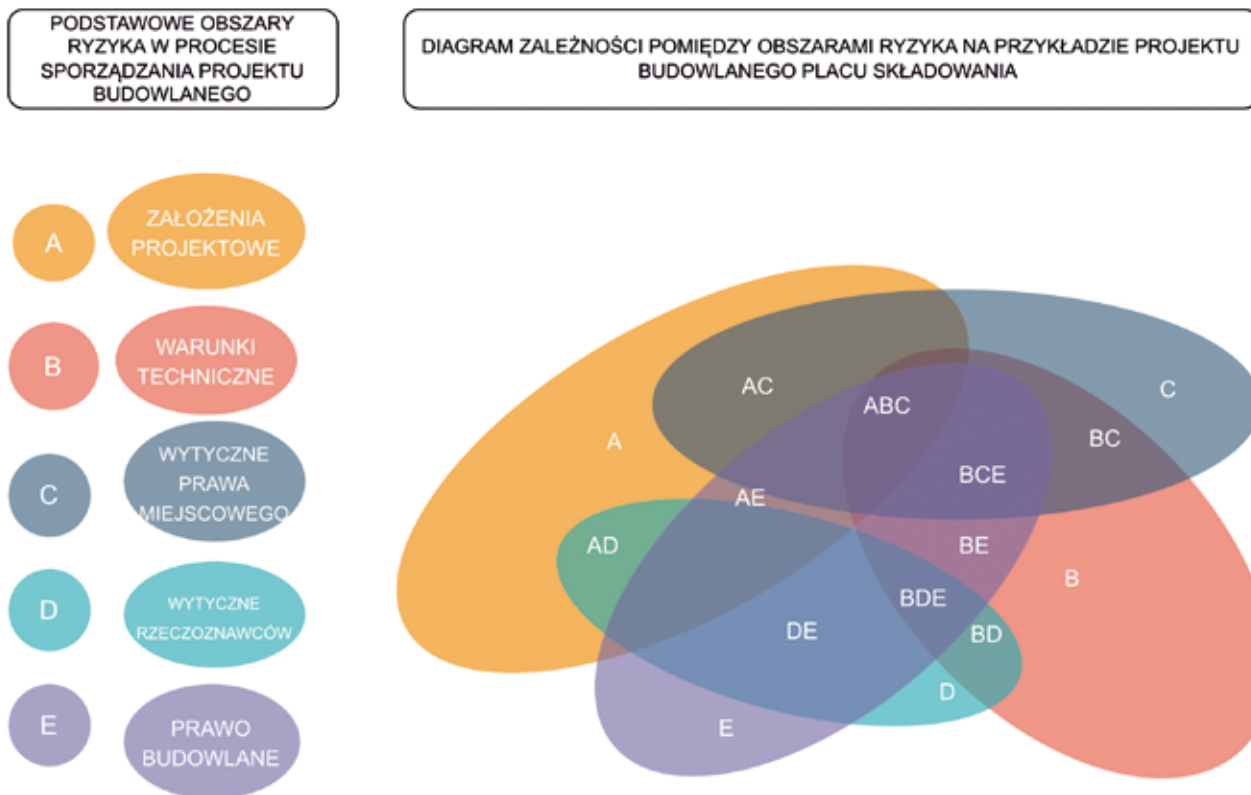 PODSTAWOWE OBSZARY
RYZYKA W PROCESIE
SPORZĄDZANIA PROJEKTU
BUDOWLANEGO
DIAGRAM ZALEŻNOŚCI POMIĘDZY OBSZARAMI RYZYKA NA PRZYKŁADZIE PROJEKTU
BUDOWLANEGO PLACU SKŁADOWANIA
A
ZAŁOŻENIA
PROJEKTOWE
B
WARUNKI
TECHNICZNE
C
WYTYCZNE
PRAWA
MIEJSCOWEGO
D
WYTYCZNE
RZECZOZNAWCÓW
E
PRAWO
BUDOWLANE
AC
ABC
C
A
BC
BCE
AE
AD
BE
B
BDE
DE
BD
D
E